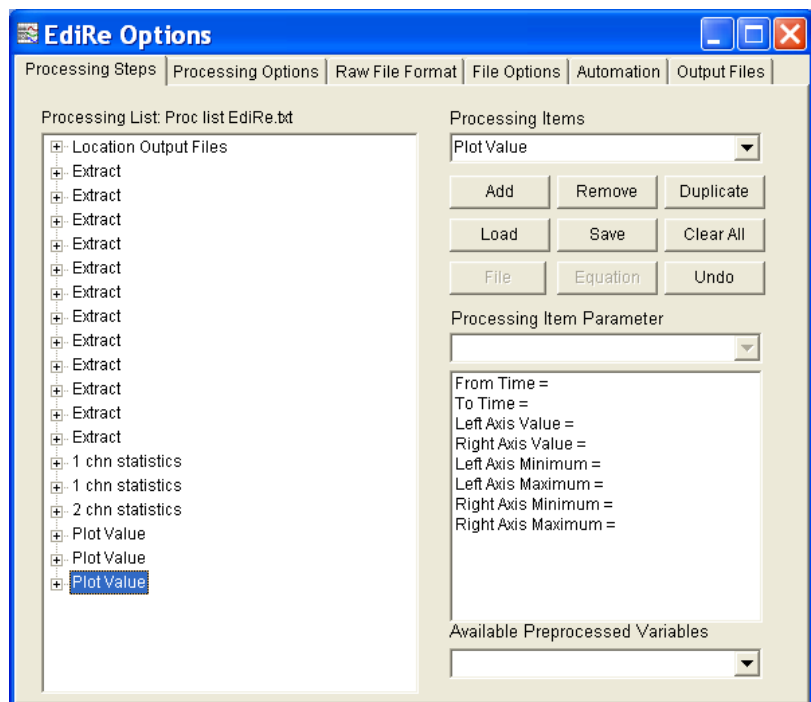 EdiRe Options
Processing Steps Processing Options Raw File Format File Options Automation Output Files
Processing List: Proc list EdiRe.txt
Location Output Files
Extract
Extract
Extract
Extract
Extract
Extract
Extract
Extract
Extract
Extract
Extract
Extract
1 chn statistics
1 chn statistics
2 chn statistics
Plot Value
Plot Value
Plot Value
Processing Items
Plot Value
Add Remove Duplicate
Load Save Clear All
File Equation Undo
Processing Item Parameter
From Time =
To Time =
Left Axis Value =
Right Axis Value =
Left Axis Minimum =
Left Axis Maximum =
Right Axis Minimum =
Right Axis Maximum =
Available Preprocessed Variables